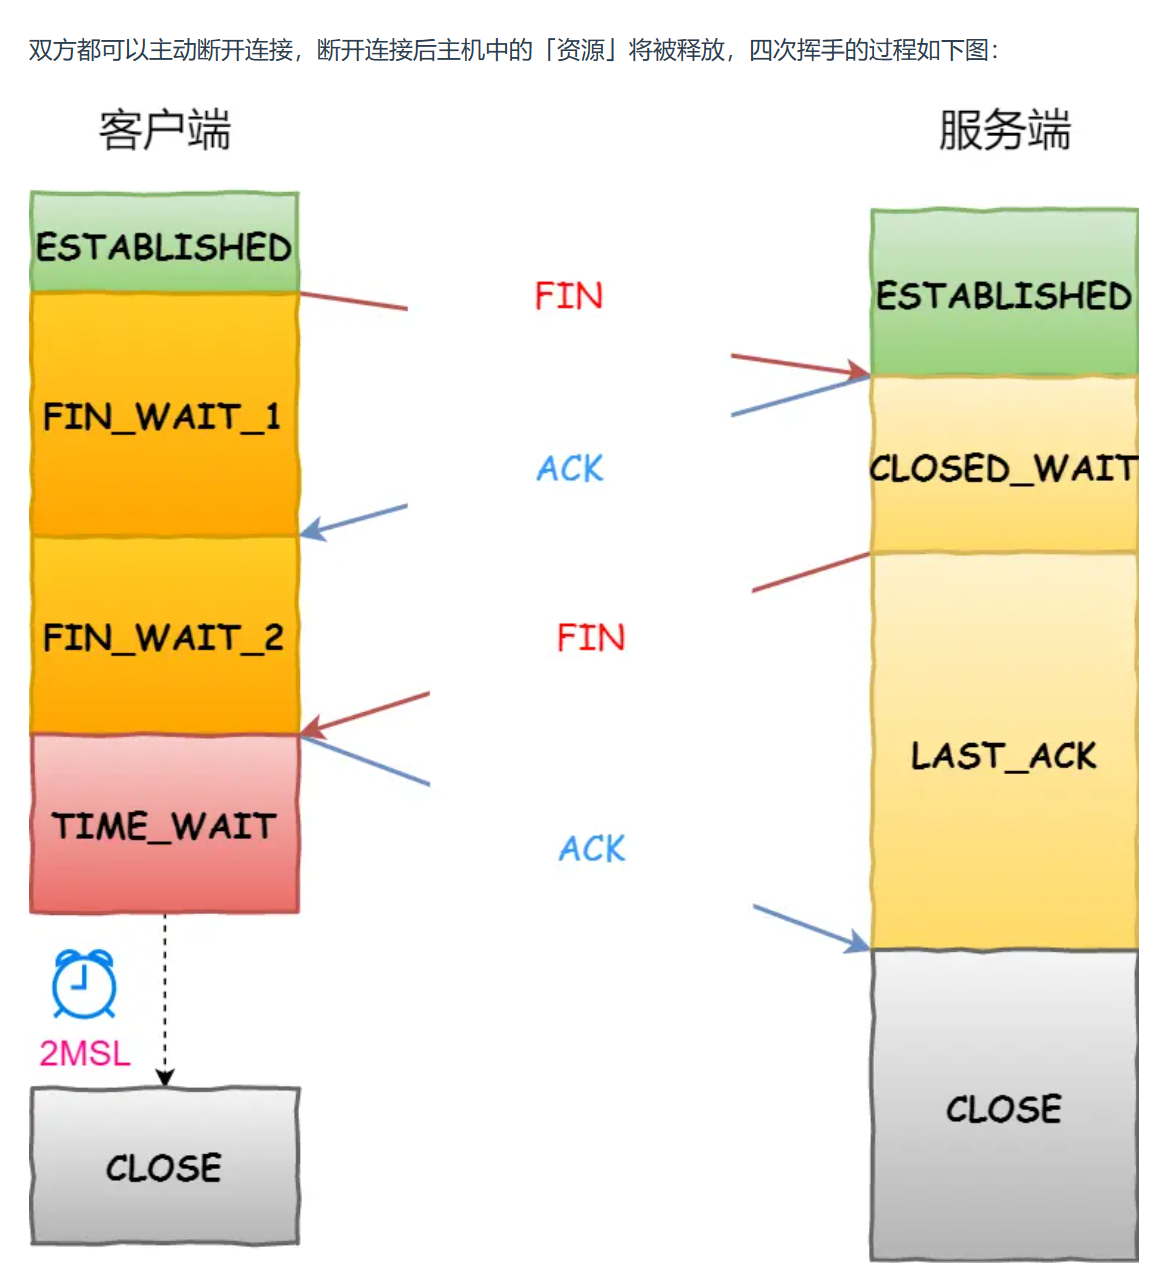 双方都可以主动断开连接，断开连接后主机中的「资源」将被释放，四次挥手的过程如下图：
客户端
服务端
ESTABLISHED
ESTABLISHED
FIN
FIN_WAIT_1
ACK
CLOSED_WAIT
FIN_WAIT_2
FIN
LAST_ACK
TIME_WAIT
ACK
2MSL
CLOSE
CLOSE